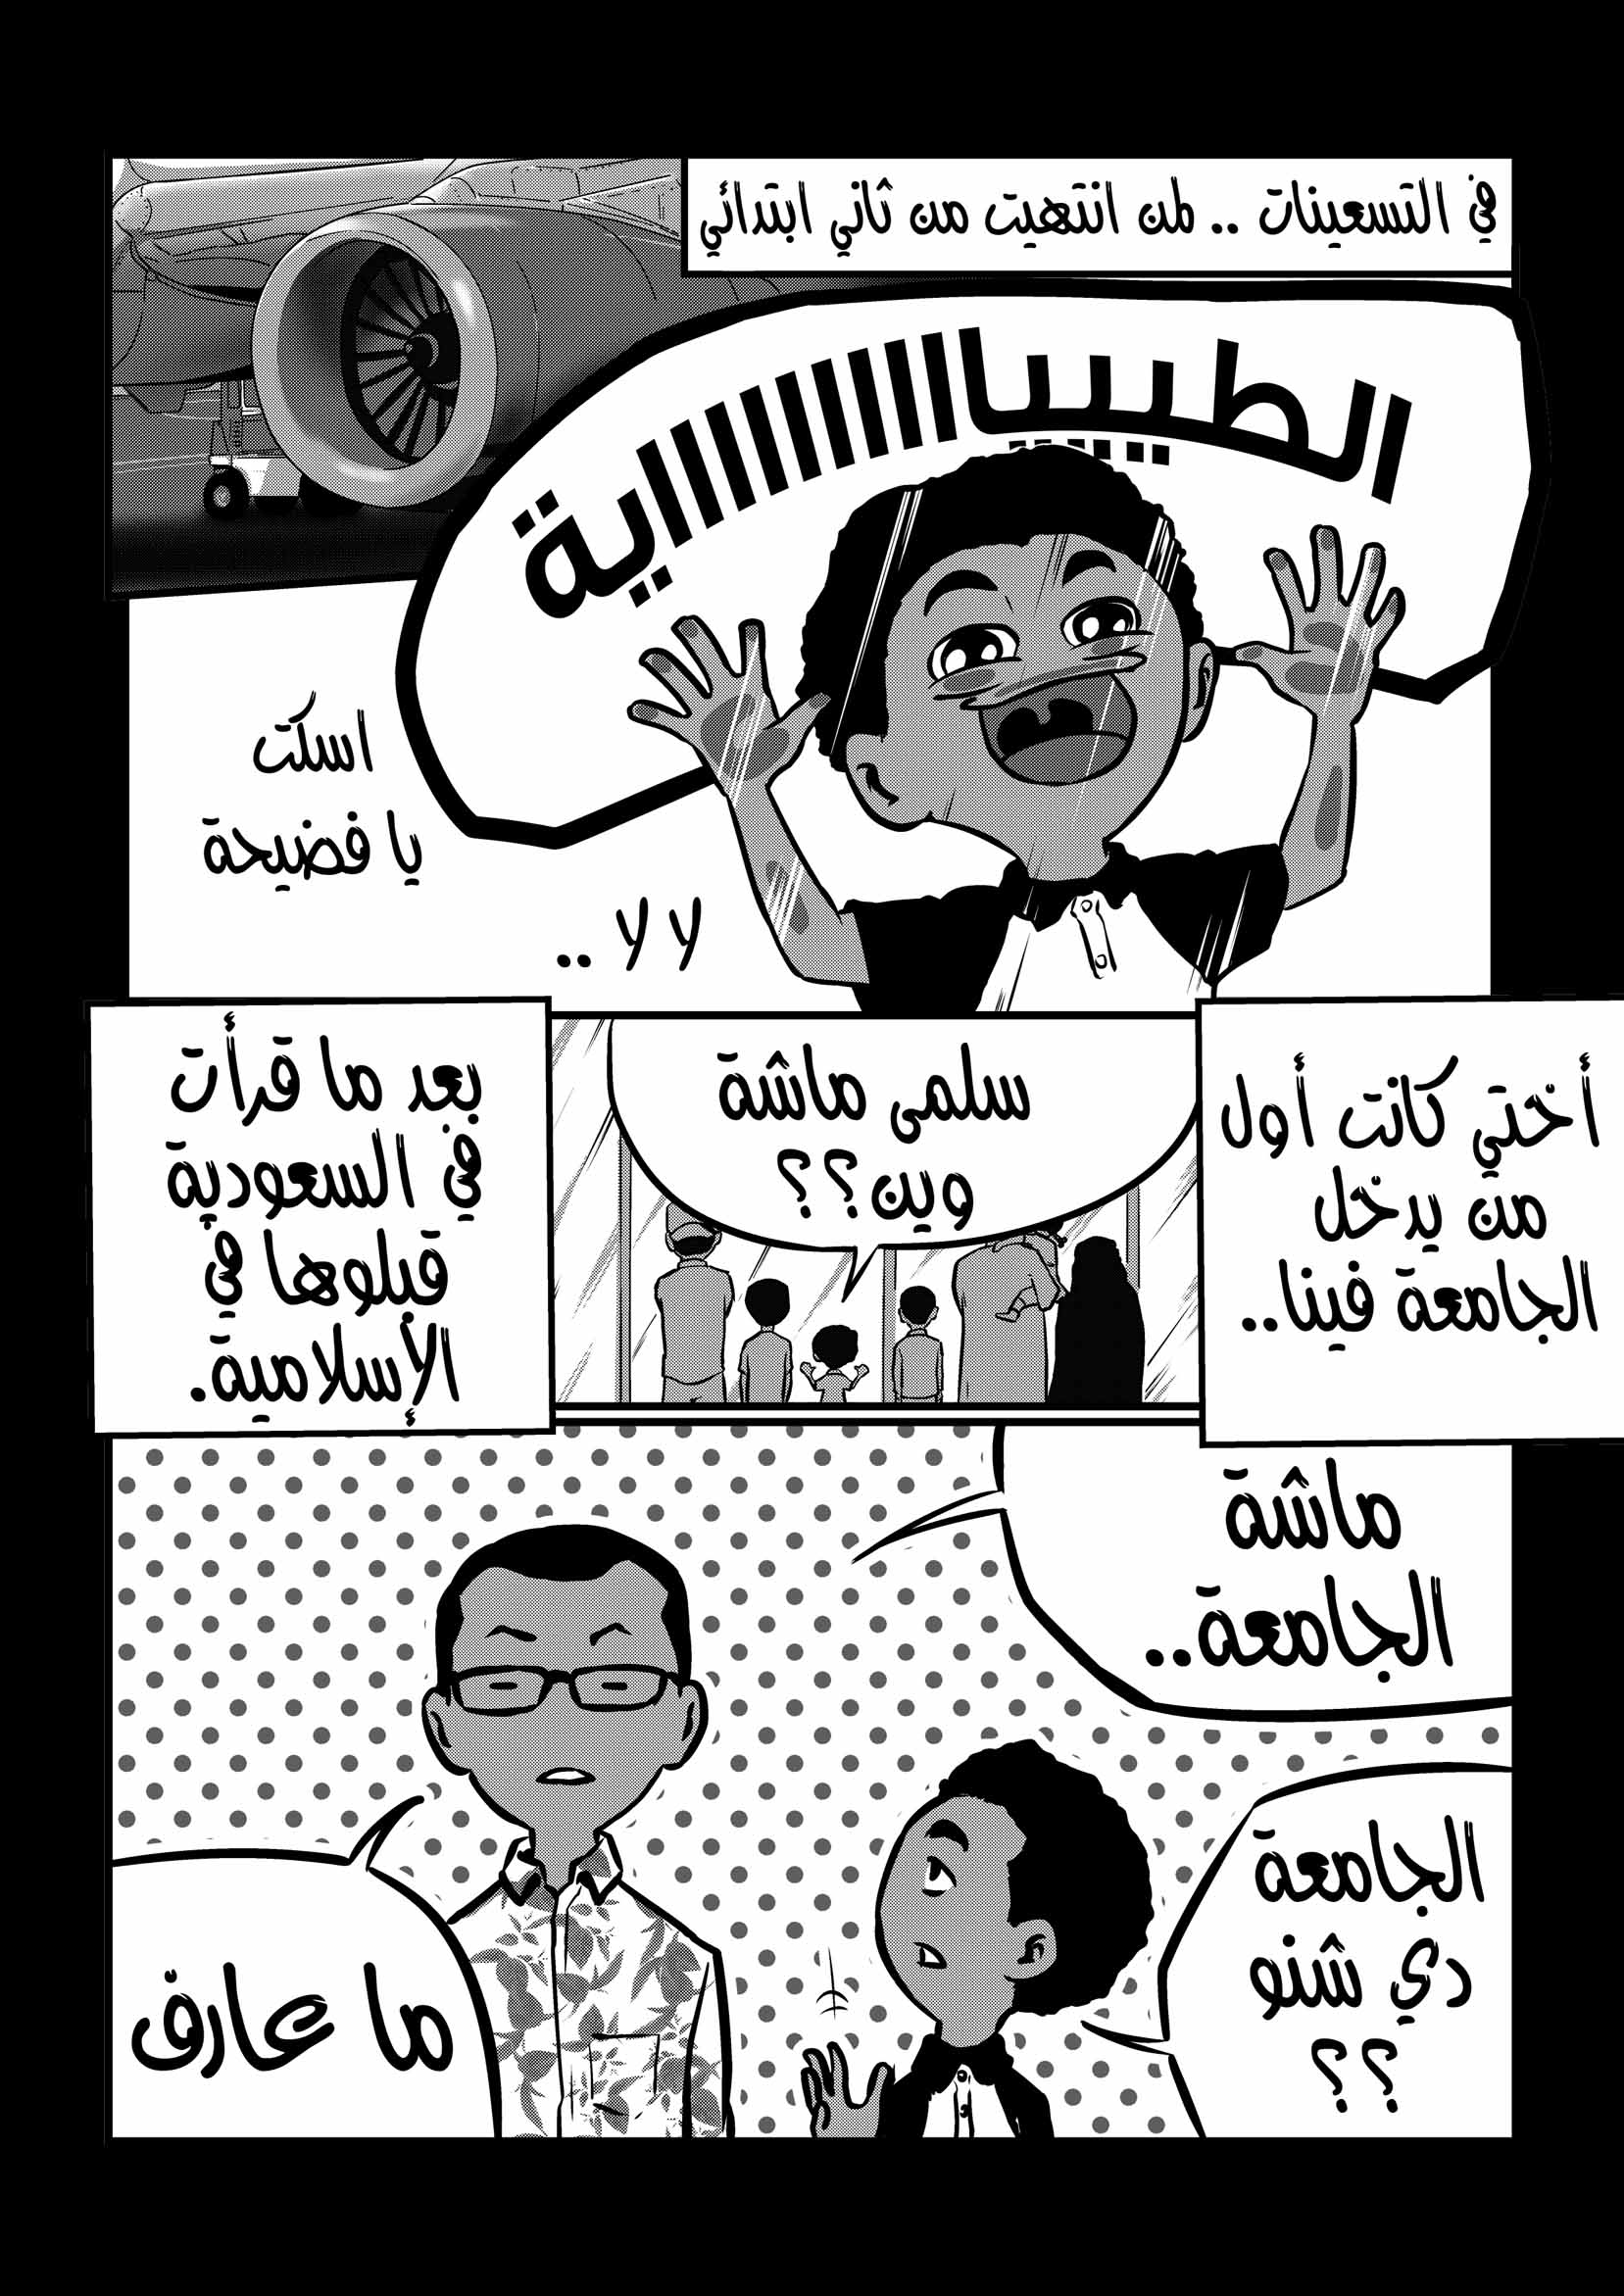 في التسعينات .. لمن انتهيت من ثاني ابتدائي
الطيييااااااااااية
اسكت
يا فضيحة
لا لا ..
أختي كانت أول
من يدخل
الجامعة فينا..
سلمى ماشة
وين؟؟
بعد ما قرأت
في السعودية
قبلوها في
الإسلامية.
ماشة
الجامعة..
الجامعة
دي شنو
؟؟
ما عارف